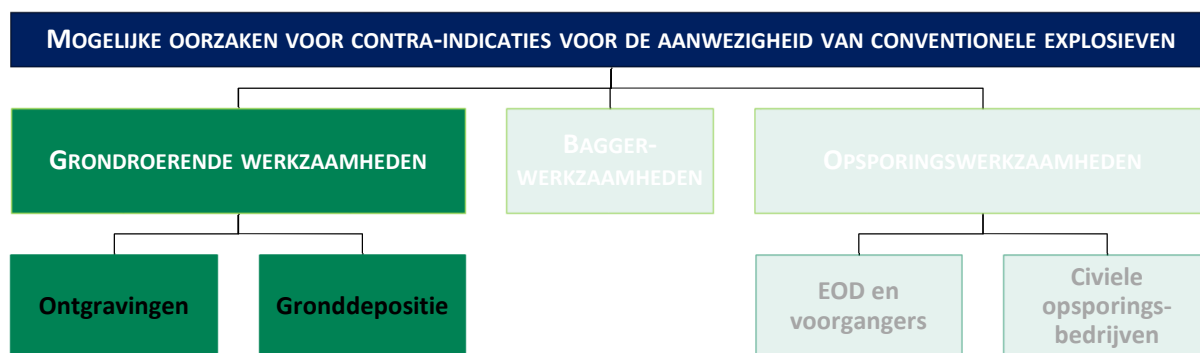 MOGELIJKE OORZAKEN VOOR CONTRA-INDICATIES VOOR DE AANWEZIGHEID VAN CONVENTIONELE EXPLOSIEVEN
GRONDROERENDE WERKZAAMHEDEN
BAGGER-
WERKZAAMHEDEN
OPSPORINGSWERKZAAMHEDEN
Ontgravingen
Gronddepositie
EOD en
voorgangers
Civiele
opsporings-
bedrijven